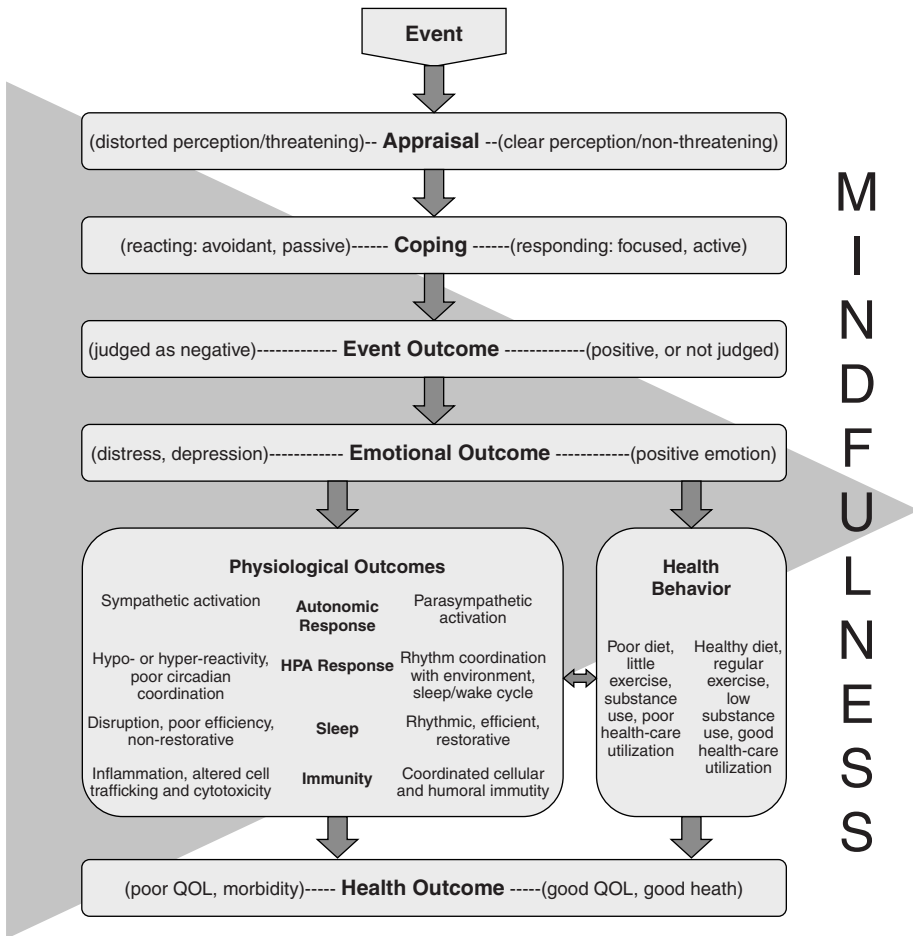 Event
(distorted perception/threatening)-- Appraisal --(clear perception/non-threatening)
(reacting: avoidant, passive)------ Coping ------(responding: focused, active)
(judged as negative)------------ Event Outcome ------------(positive, or not judged)
(distress, depression)------------ Emotional Outcome ------------(positive emotion)
Physiological Outcomes
Sympathetic activation
Autonomic
Response
Parasympathetic
activation
Hypo- or hyper-reactivity,
poor circadian
coordination
HPA Response
Rhythm coordination
with environment,
sleep/wake cycle
Disruption, poor efficiency,
non-restorative
Sleep
Rhythmic, efficient,
restorative
Inflammation, altered cell
trafficking and cytotoxicity
Immunity
Coordinated cellular
and humoral immutity
Health
Behavior
Poor diet,
little
exercise,
substance
use, poor
health-care
utilization
Healthy diet,
regular
exercise,
low
substance
use, good
health-care
utilization
(poor QOL, morbidity)----- Health Outcome -----(good QOL, good heath)
M
I
N
D
F
U
L
N
E
S
S